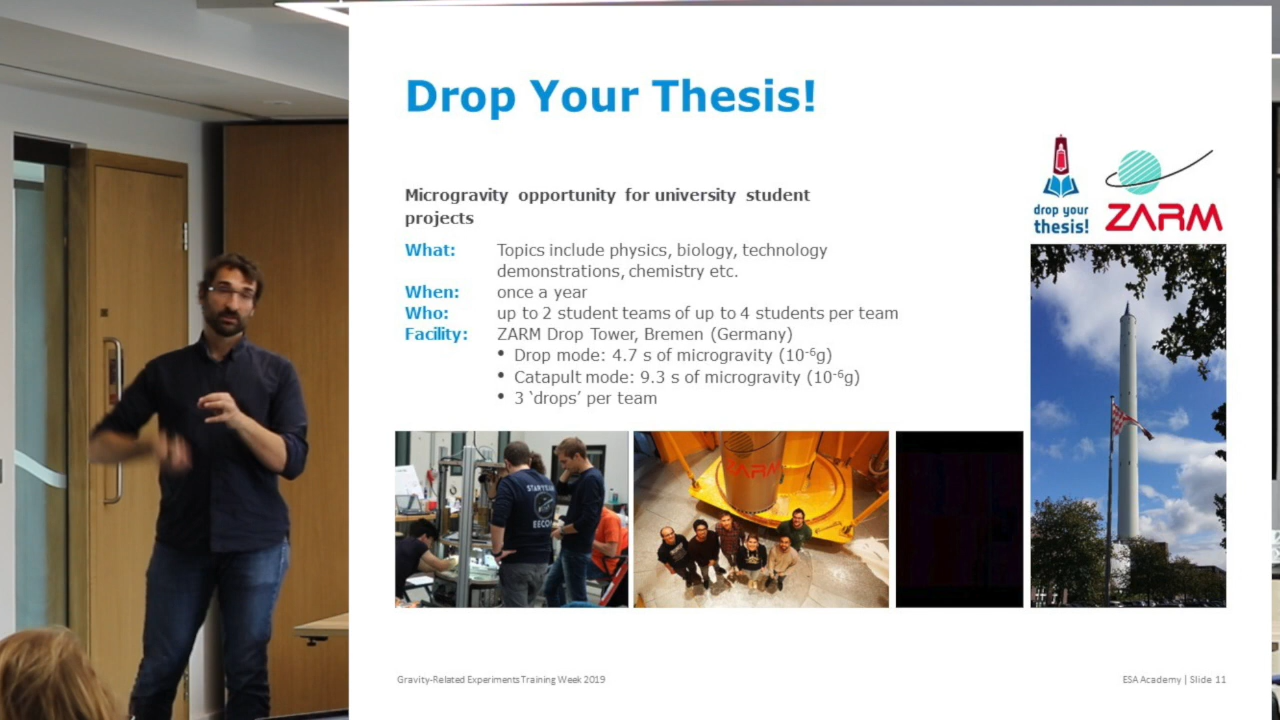 Drop Your Thesis!
drop your
thesis!
ZARM
Microgravity opportunity for university student
projects
What: Topics include physics, biology, technology
demonstrations, chemistry etc.
When: once a year
Who: up to 2 student teams of up to 4 students per team
Facility: ZARM Drop Tower, Bremen (Germany)
• Drop mode: 4.7 s of microgravity (10⁻⁶g)
• Catapult mode: 9.3 s of microgravity (10⁻⁶g)
• 3 ‘drops’ per team
ZARM
Gravity-Related Experiments Training Week 2019
ESA Academy | Slide 11